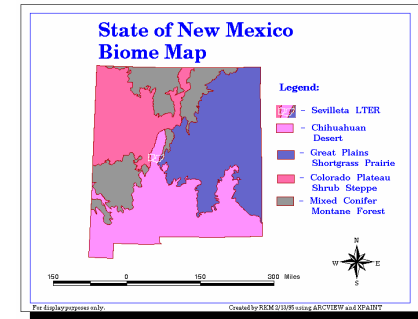 State of New Mexico
Biome Map
Legend:
- Sevilleta LTER
- Chihuahuan
Desert
- Great Plains
Shortgrass Prairie
- Colorado Plateau
Shrub Steppe
- Mixed Conifer
Montane Forest
N
W E
S
150 0 150 300 Miles
For display purposes only. Created by RKM 2/13/95 using ARCVIEW and XPAINT